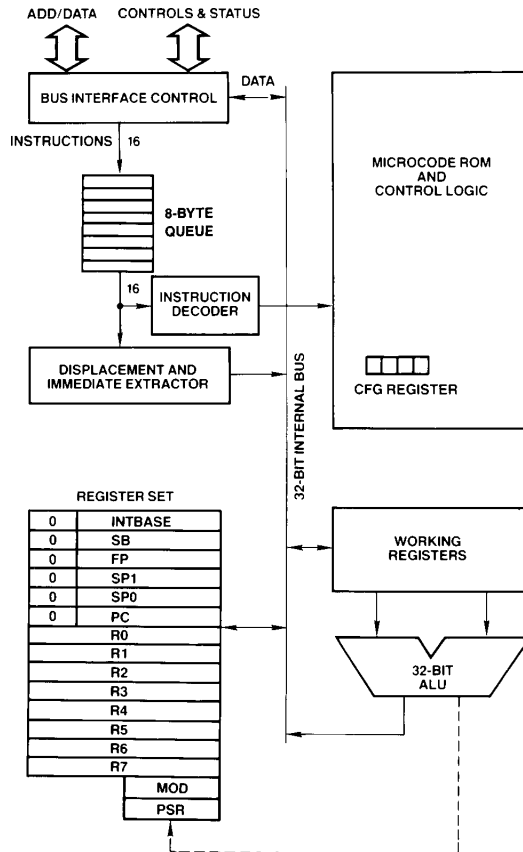 ADD/DATA
CONTROLS & STATUS
BUS INTERFACE CONTROL
DATA
INSTRUCTIONS
16
8-BYTE
QUEUE
16
INSTRUCTION
DECODER
DISPLACEMENT AND
IMMEDIATE EXTRACTOR
MICROCODE ROM
AND
CONTROL LOGIC
CFG REGISTER
32-BIT INTERNAL BUS
REGISTER SET
0 INTBASE
0 SB
0 FP
0 SP1
0 SP0
0 PC
R0
R1
R2
R3
R4
R5
R6
R7
MOD
PSR
WORKING
REGISTERS
32-BIT
ALU